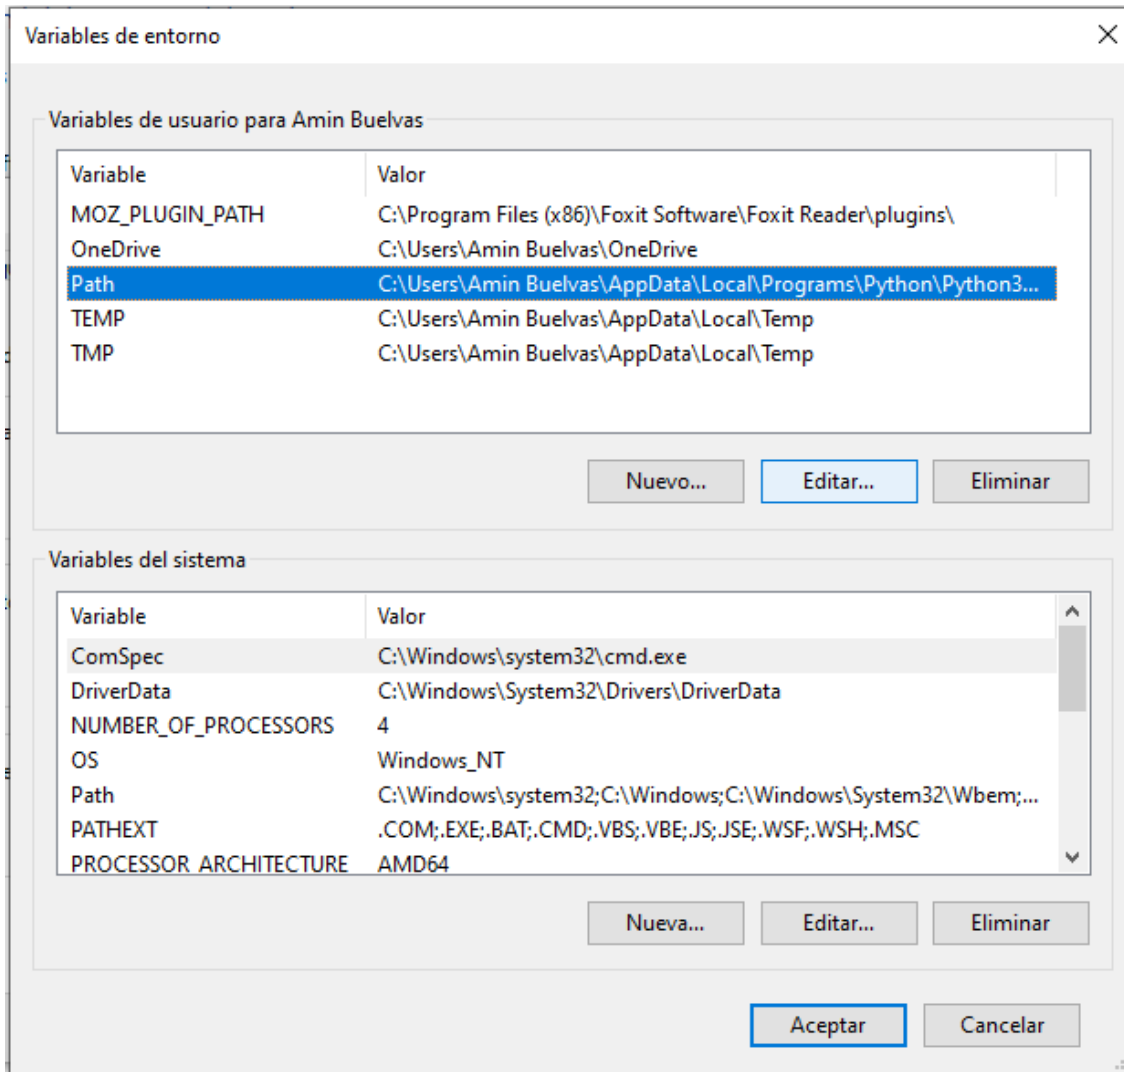 Variables de entorno
Variables de usuario para Amin Buelvas
Variable Valor
MOZ_PLUGIN_PATH C:\Program Files (x86)\Foxit Software\Foxit Reader\plugins\
OneDrive C:\Users\Amin Buelvas\OneDrive
Path C:\Users\Amin Buelvas\AppData\Local\Programs\Python\Python3...
TEMP C:\Users\Amin Buelvas\AppData\Local\Temp
TMP C:\Users\Amin Buelvas\AppData\Local\Temp
Nuevo... Editar... Eliminar
Variables del sistema
Variable Valor
ComSpec C:\Windows\system32\cmd.exe
DriverData C:\Windows\System32\Drivers\DriverData
NUMBER_OF_PROCESSORS 4
OS Windows_NT
Path C:\Windows\system32;C:\Windows;C:\Windows\System32\Wbem;...
PATHEXT .COM;.EXE;.BAT;.CMD;.VBS;.VBE;.JS;.JSE;.WSF;.WSH;.MSC
PROCESSOR_ARCHITECTURE AMD64
Nueva... Editar... Eliminar
Aceptar Cancelar